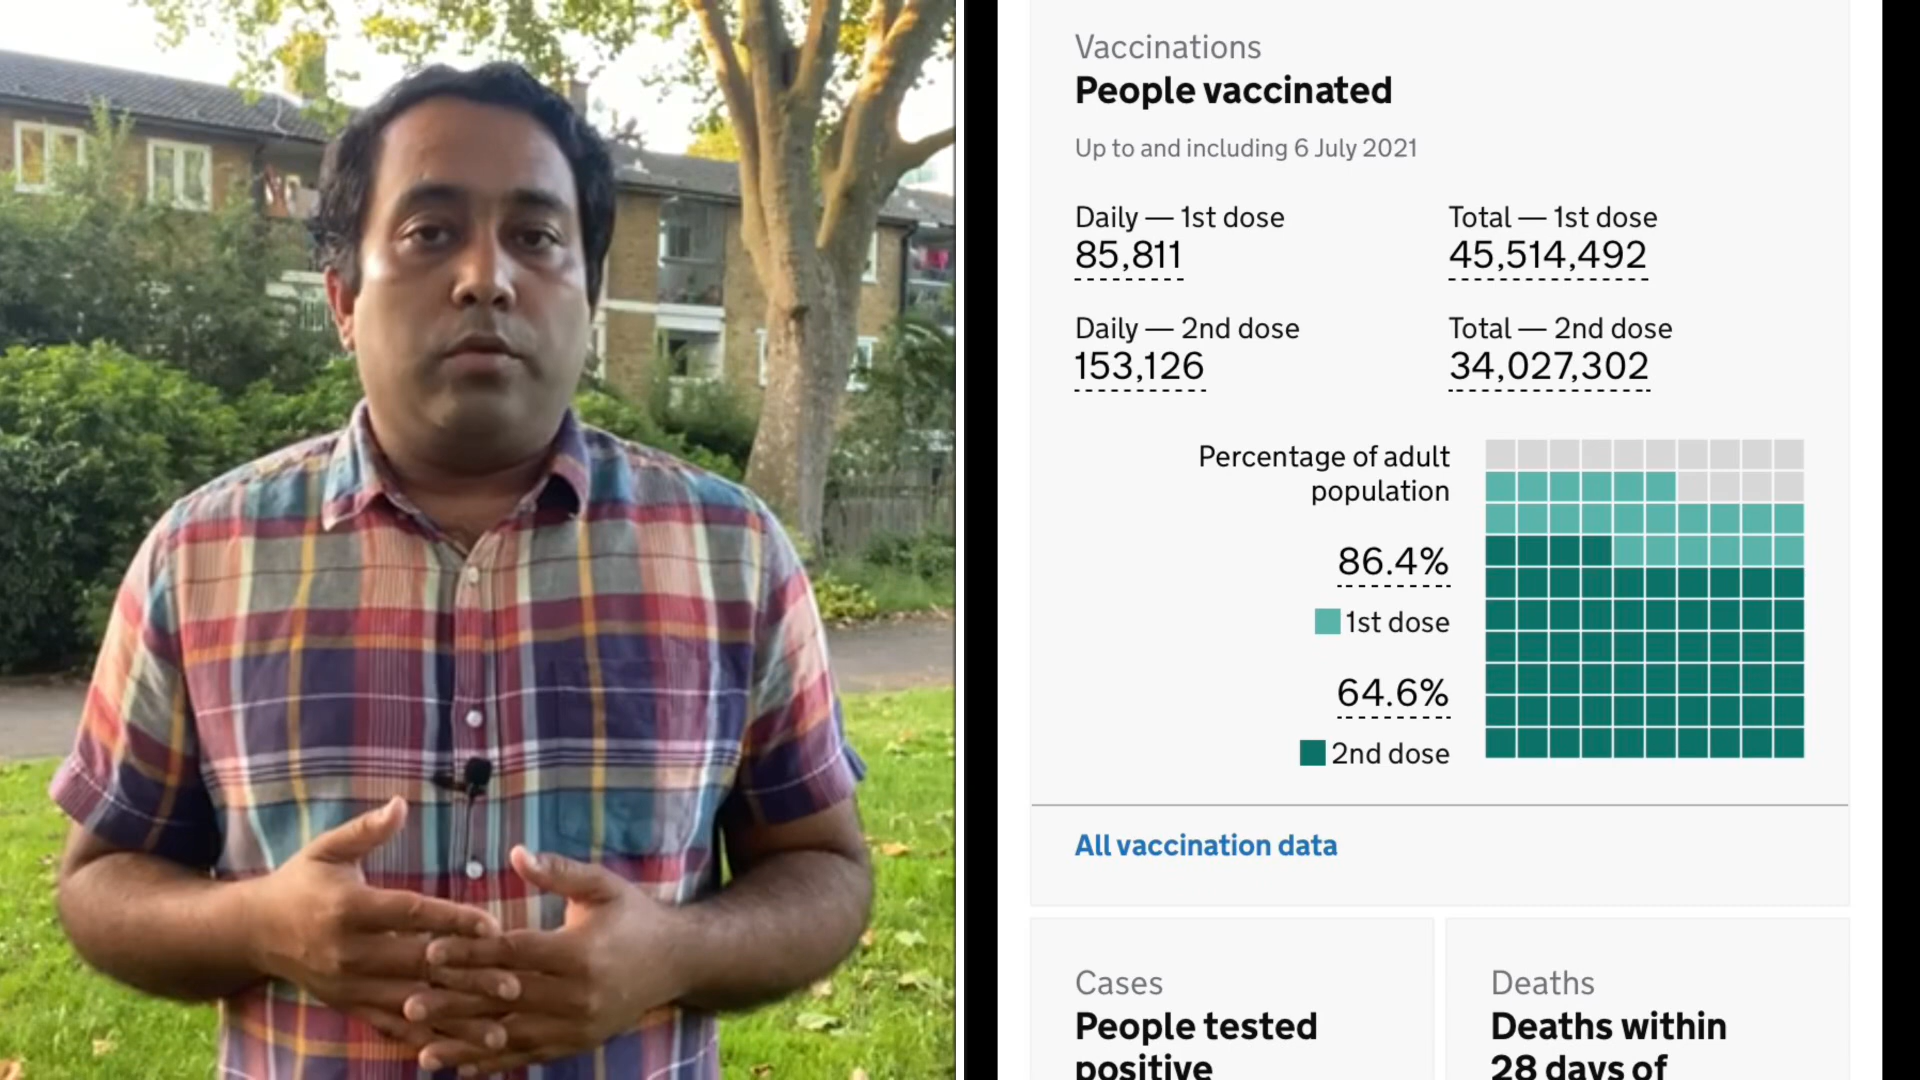 Vaccinations
People vaccinated
Up to and including 6 July 2021
Daily — 1st dose
85,811
Total — 1st dose
45,514,492
Daily — 2nd dose
153,126
Total — 2nd dose
34,027,302
Percentage of adult
population
86.4%
1st dose
64.6%
2nd dose
All vaccination data
Cases
People tested
positive
Deaths
Deaths within
28 days of